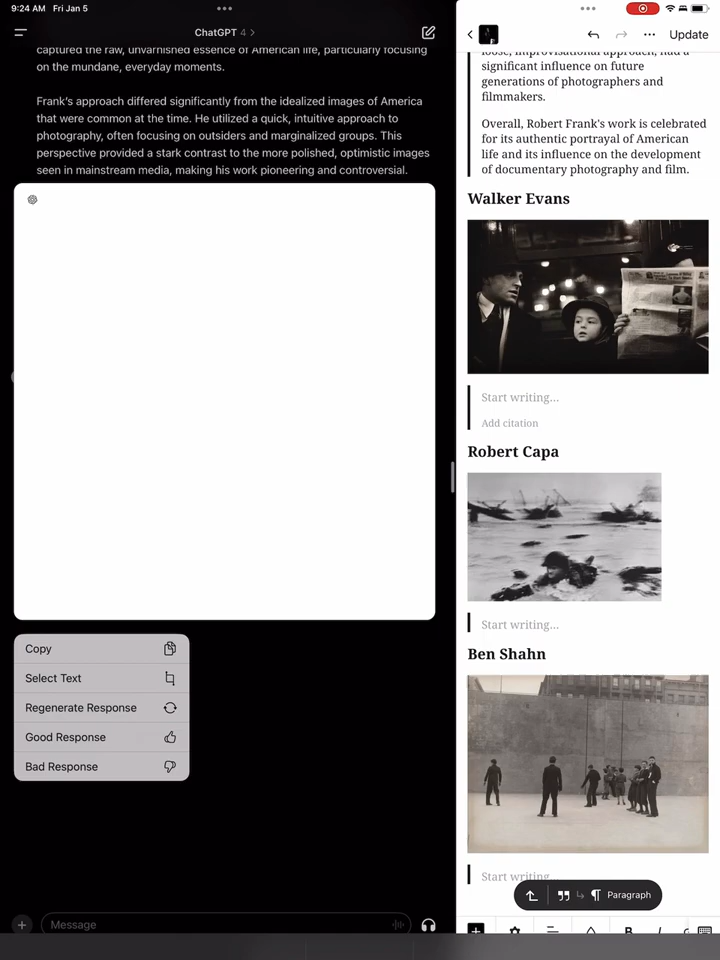 9:24 AM Fri Jan 5
ChatGPT 4 >
captured the raw, unvarnished essence of American life, particularly focusing
on the mundane, everyday moments.
Frank's approach differed significantly from the idealized images of America
that were common at the time. He utilized a quick, intuitive approach to
photography, often focusing on outsiders and marginalized groups. This
perspective provided a stark contrast to the more polished, optimistic images
seen in mainstream media, making his work pioneering and controversial.
Copy
Select Text
Regenerate Response
Good Response
Bad Response
Message
Update
loose, improvisational approach, had a
significant influence on future
generations of photographers and
filmmakers.
Overall, Robert Frank's work is celebrated
for its authentic portrayal of American
life and its influence on the development
of documentary photography and film.
Walker Evans
Start writing...
Add citation
Robert Capa
Start writing...
Ben Shahn
Start writing...
Paragraph
B